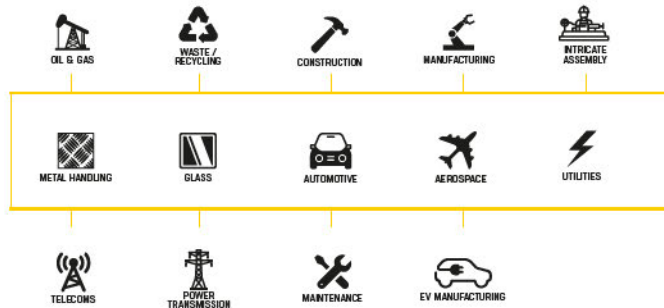 OIL & GAS
WASTE /
RECYCLING
CONSTRUCTION
MANUFACTURING
INTRICATE
ASSEMBLY
METAL HANDLING
GLASS
AUTOMOTIVE
AEROSPACE
UTILITIES
TELECOMS
POWER
TRANSMISSION
MAINTENANCE
EV MANUFACTURING